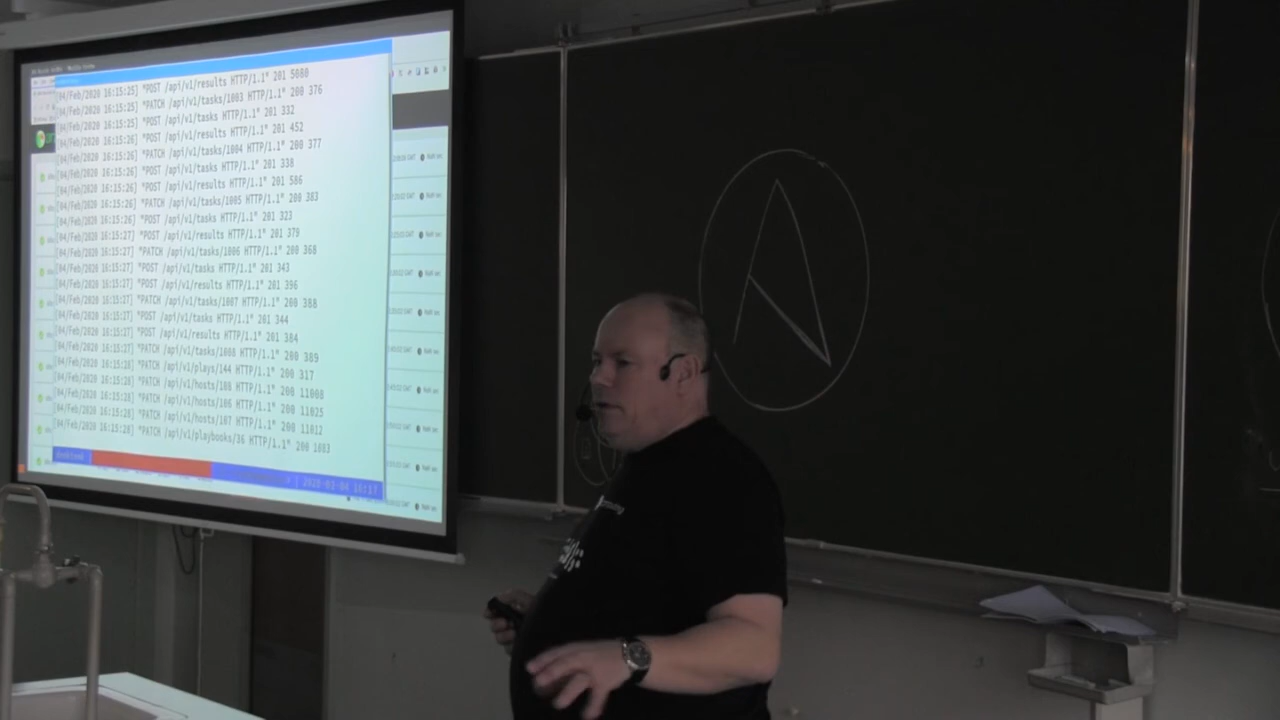 [04/Feb/2020 16:15:25] "POST /api/v1/results HTTP/1.1" 201 5080
[04/Feb/2020 16:15:25] "PATCH /api/v1/tasks/1003 HTTP/1.1" 200 376
[04/Feb/2020 16:15:25] "POST /api/v1/tasks HTTP/1.1" 201 332
[04/Feb/2020 16:15:26] "POST /api/v1/results HTTP/1.1" 201 452
[04/Feb/2020 16:15:26] "PATCH /api/v1/tasks/1004 HTTP/1.1" 200 377
[04/Feb/2020 16:15:26] "POST /api/v1/tasks HTTP/1.1" 201 338
[04/Feb/2020 16:15:26] "POST /api/v1/results HTTP/1.1" 201 586
[04/Feb/2020 16:15:26] "PATCH /api/v1/tasks/1005 HTTP/1.1" 200 383
[04/Feb/2020 16:15:26] "POST /api/v1/tasks HTTP/1.1" 201 323
[04/Feb/2020 16:15:27] "POST /api/v1/results HTTP/1.1" 201 379
[04/Feb/2020 16:15:27] "PATCH /api/v1/tasks/1006 HTTP/1.1" 200 368
[04/Feb/2020 16:15:27] "POST /api/v1/tasks HTTP/1.1" 201 343
[04/Feb/2020 16:15:27] "POST /api/v1/results HTTP/1.1" 201 396
[04/Feb/2020 16:15:27] "PATCH /api/v1/tasks/1007 HTTP/1.1" 200 388
[04/Feb/2020 16:15:27] "POST /api/v1/tasks HTTP/1.1" 201 344
[04/Feb/2020 16:15:27] "POST /api/v1/results HTTP/1.1" 201 384
[04/Feb/2020 16:15:27] "PATCH /api/v1/tasks/1008 HTTP/1.1" 200 389
[04/Feb/2020 16:15:28] "PATCH /api/v1/plays/144 HTTP/1.1" 200 317
[04/Feb/2020 16:15:28] "PATCH /api/v1/hosts/188 HTTP/1.1" 200 11008
[04/Feb/2020 16:15:28] "PATCH /api/v1/hosts/186 HTTP/1.1" 200 11025
[04/Feb/2020 16:15:28] "PATCH /api/v1/hosts/187 HTTP/1.1" 200 11012
[04/Feb/2020 16:15:28] "PATCH /api/v1/playbooks/36 HTTP/1.1" 200 1083
2020-02-04 16:17